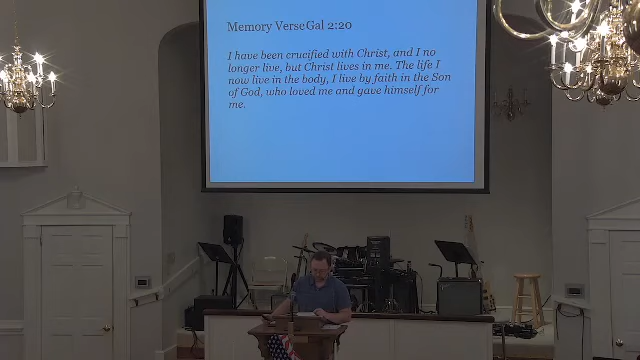 Memory Verse Gal 2:20
I have been crucified with Christ, and I no
longer live, but Christ lives in me. The life I
now live in the body, I live by faith in the Son
of God, who loved me and gave himself for
me.